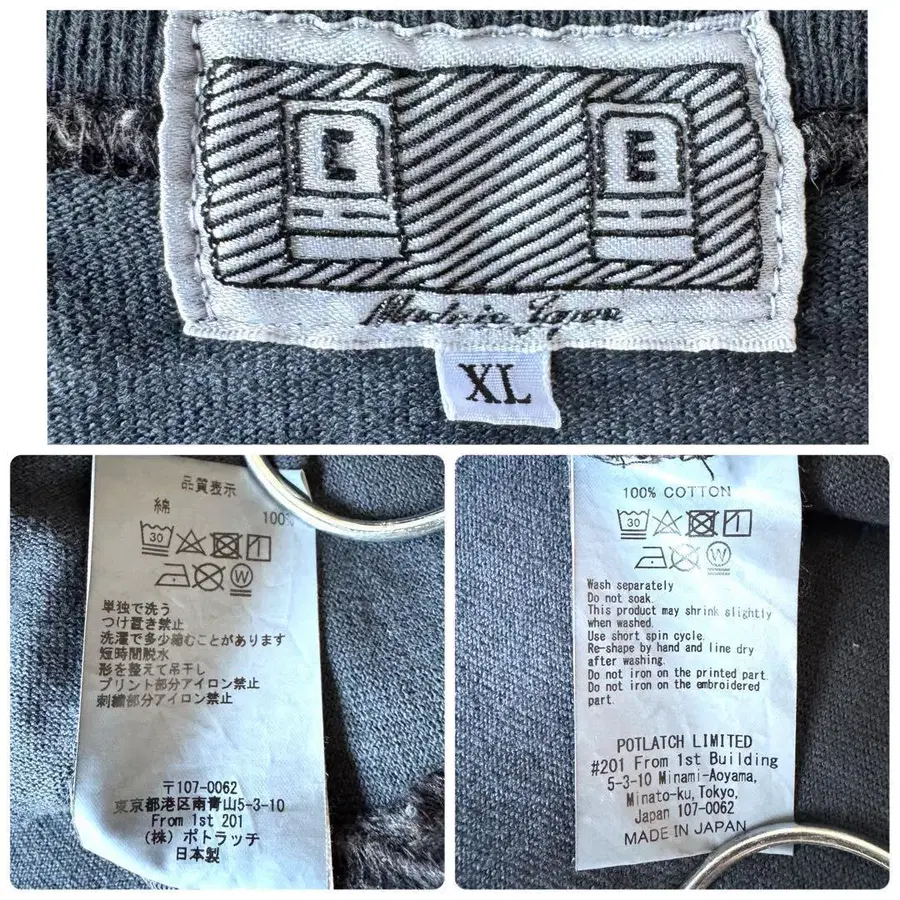 C E
Made in Japan
XL
品質表示
綿 100%
30
W
単独で洗う
つけ置き禁止
洗濯で多少縮むことがあります
短時間脱水
形を整えて吊干し
プリント部分アイロン禁止
刺繍部分アイロン禁止
〒107-0062
東京都港区南青山5-3-10
From 1st 201
(株) ポトラッチ
日本製
100% COTTON
30
W
Wash separately
Do not soak.
This product may shrink slightly
when washed.
Use short spin cycle.
Re-shape by hand and line dry
after washing.
Do not iron on the printed part.
Do not iron on the embroidered
part.
POTLATCH LIMITED
#201 From 1st Building
5-3-10 Minami-Aoyama,
Minato-ku, Tokyo,
Japan 107-0062
MADE IN JAPAN